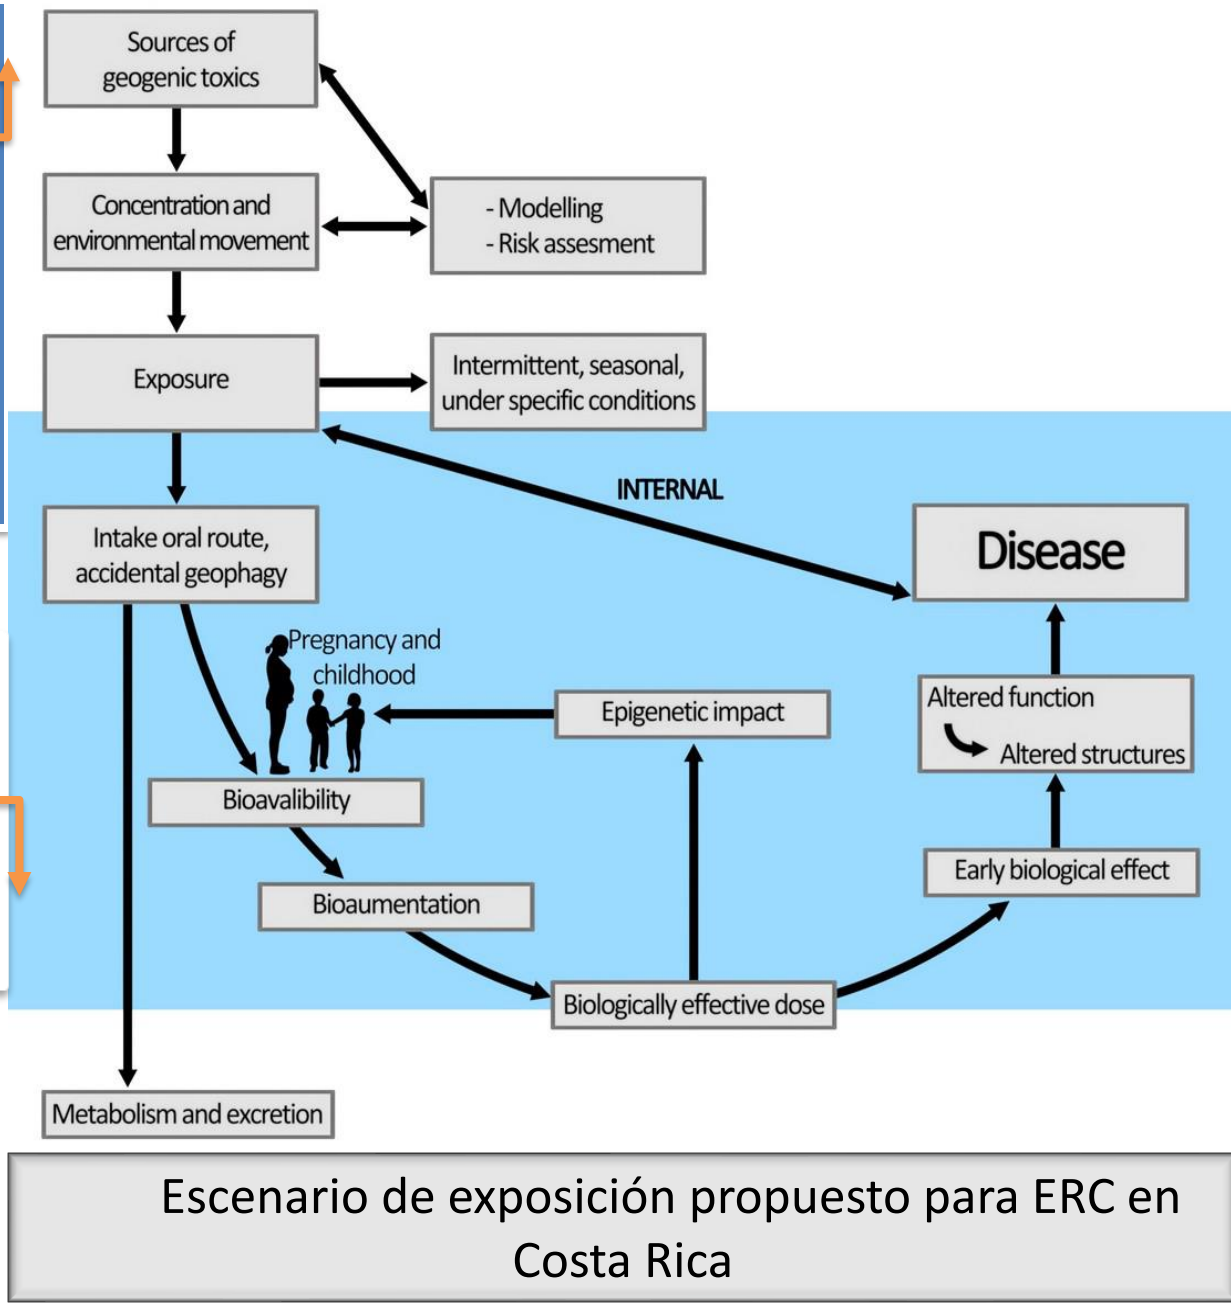 Sources of
geogenic toxics
Concentration and
environmental movement
- Modelling
- Risk assesment
Exposure
Intermittent, seasonal,
under specific conditions
INTERNAL
Intake oral route,
accidental geophagy
Disease
Pregnancy and
childhood
Epigenetic impact
Altered function
Altered structures
Bioavalibility
Early biological effect
Bioaumentation
Biologically effective dose
Metabolism and excretion
Escenario de exposición propuesto para ERC en
Costa Rica